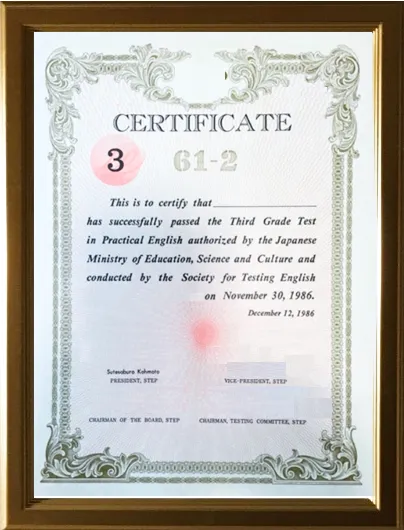 CERTIFICATE
3 61-2
This is to certify that
has successfully passed the Third Grade Test
in Practical English authorized by the Japanese
Ministry of Education, Science and Culture and
conducted by the Society for Testing English
on November 30, 1986.
December 12, 1986
PRESIDENT, STEP VICE-PRESIDENT, STEP
CHAIRMAN OF THE BOARD, STEP CHAIRMAN, TESTING COMMITTEE, STEP